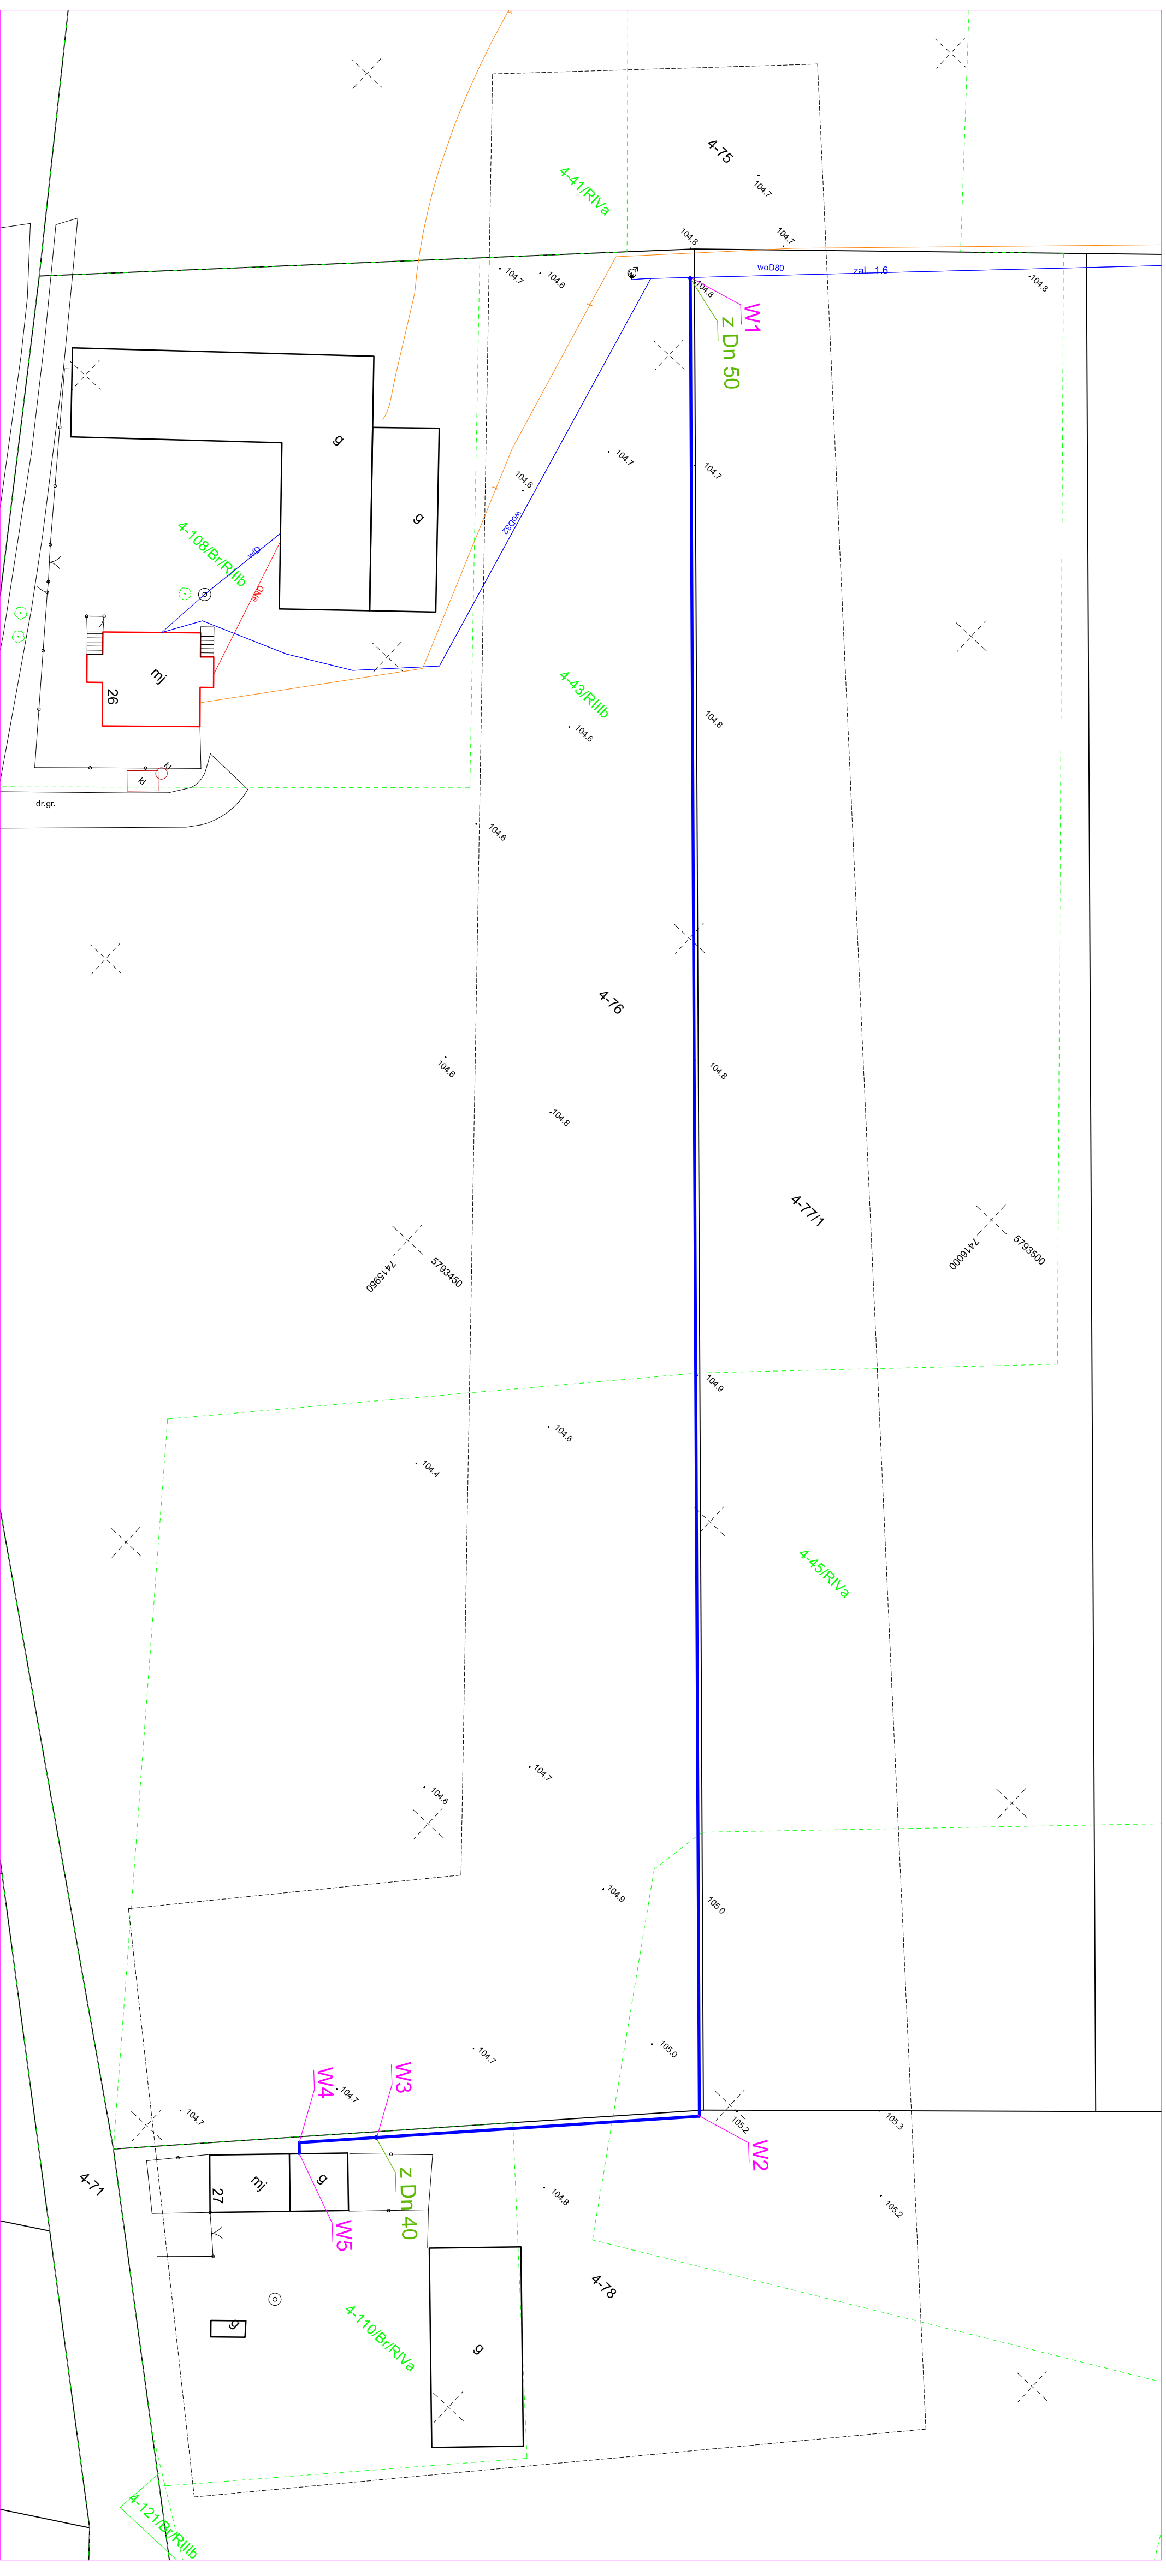 4-75
104.7
4-41/RIVa
104.8
104.7
woD80
zal. 1.6
104.7
104.6
104.8
104.8
W1
z Dn 50
g
g
104.7
104.7
104.6
woD32
4-108/Br/RIIIb
eND
mj
26
4-43/RIIIb
104.8
104.6
kl
kl
dr.gr.
104.6
4-76
104.6
104.8
104.8
4-77/1
7415950
5793450
7416000
5793500
104.9
104.6
104.4
4-45/RIVa
104.7
104.6
104.9
105.0
105.0
104.7
W4
W3
104.7
104.7
105.2
105.3
W2
4-71
mj
27
g
z Dn 40
W5
104.8
105.2
4-78
g
4-110/Br/RIVa
g
4-121/Br/RIIIb